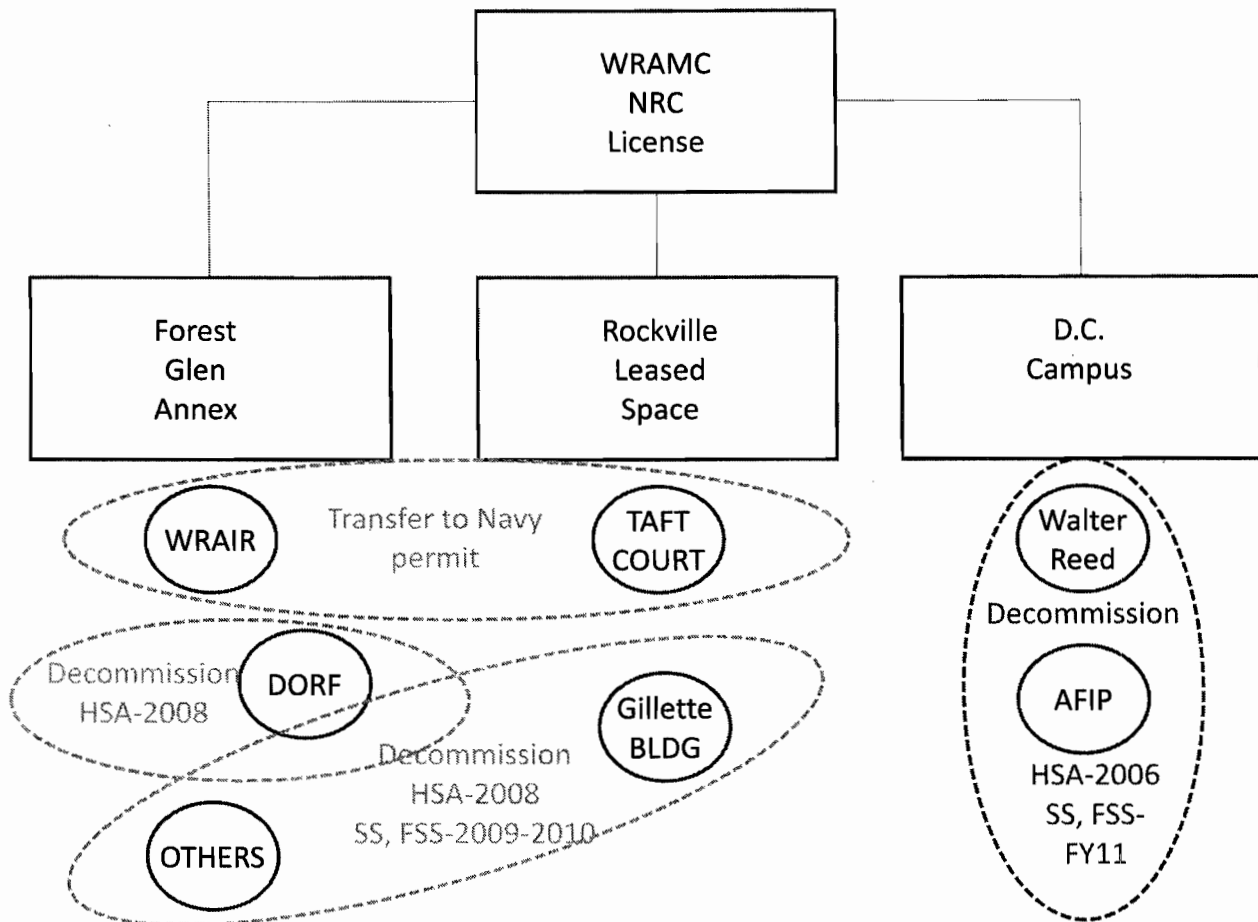 WRAMC
NRC
License
Forest
Glen
Annex
Rockville
Leased
Space
D.C.
Campus
WRAIR
Transfer to Navy
permit
TAFT
COURT
Walter
Reed
Decommission
Decommission
HSA-2008
DORF
Gillette
BLDG
AFIP
Decommission
HSA-2008
SS, FSS-2009-2010
HSA-2006
SS, FSS-
FY11
OTHERS